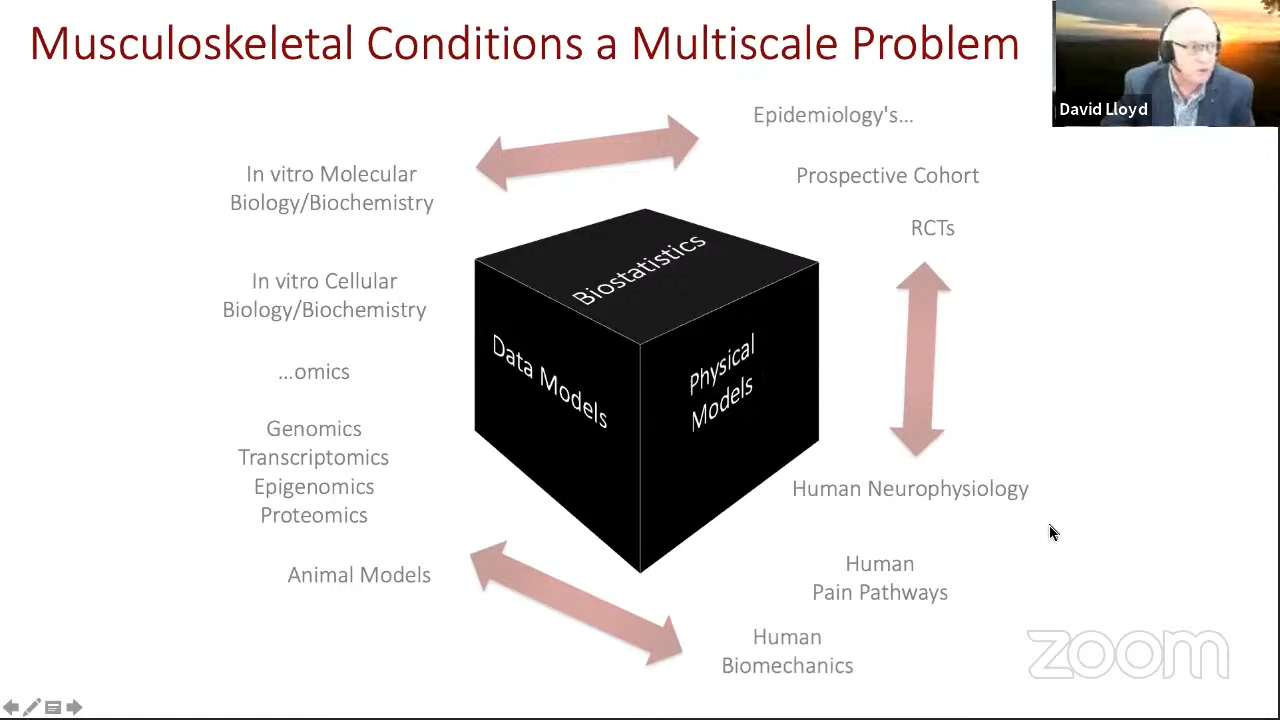 Musculoskeletal Conditions a Multiscale Problem
David Lloyd
Epidemiology's...
In vitro Molecular
Biology/Biochemistry
Prospective Cohort
RCTs
Biostatistics
In vitro Cellular
Biology/Biochemistry
Data Models
Physical
Models
...omics
Genomics
Transcriptomics
Epigenomics
Proteomics
Human Neurophysiology
Animal Models
Human
Pain Pathways
Human
Biomechanics
zoom